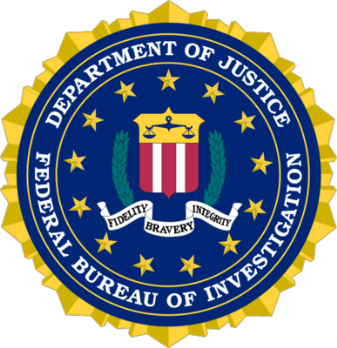 DEPARTMENT OF JUSTICE
FIDELITY
BRAVERY
INTEGRITY
FEDERAL BUREAU OF INVESTIGATION